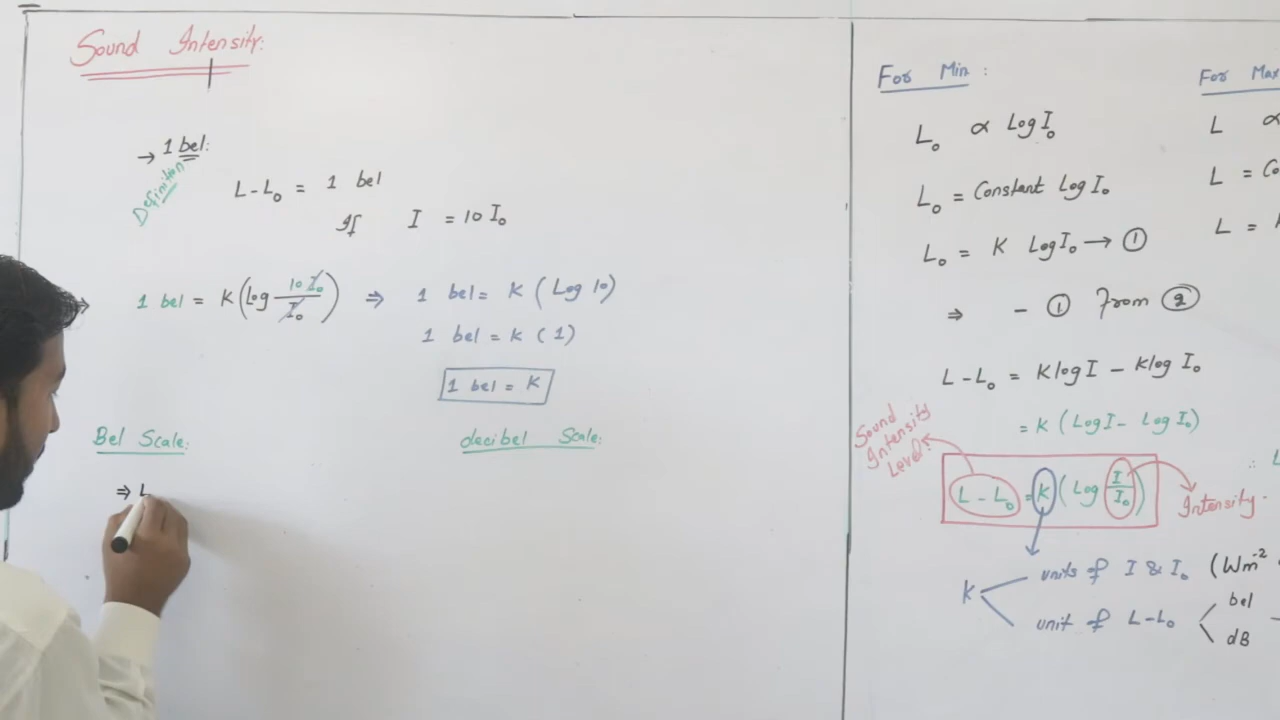 Sound Intensity:
→ 1 bel:
Definition
L-L₀ = 1 bel
If I = 10 I₀
⇒ 1 bel = K(log 10 I₀/I₀) ⇒ 1 bel = K (Log 10)
1 bel = K (1)
1 bel = K
Bel Scale:
decibel Scale:
⇒ L
For Min :
L₀ ∝ Log I₀
L₀ = Constant Log I₀
L₀ = K Log I₀ → ①
⇒ - ① from ②
L-L₀ = K log I - K log I₀
= K (Log I - Log I₀)
Sound Intensity Level:
L - L₀ = K (Log I/I₀)
Intensity.
K
units of I & I₀ (Wm⁻²
unit of L-L₀
bel
dB
For Max
L ∝
L = Co
L =